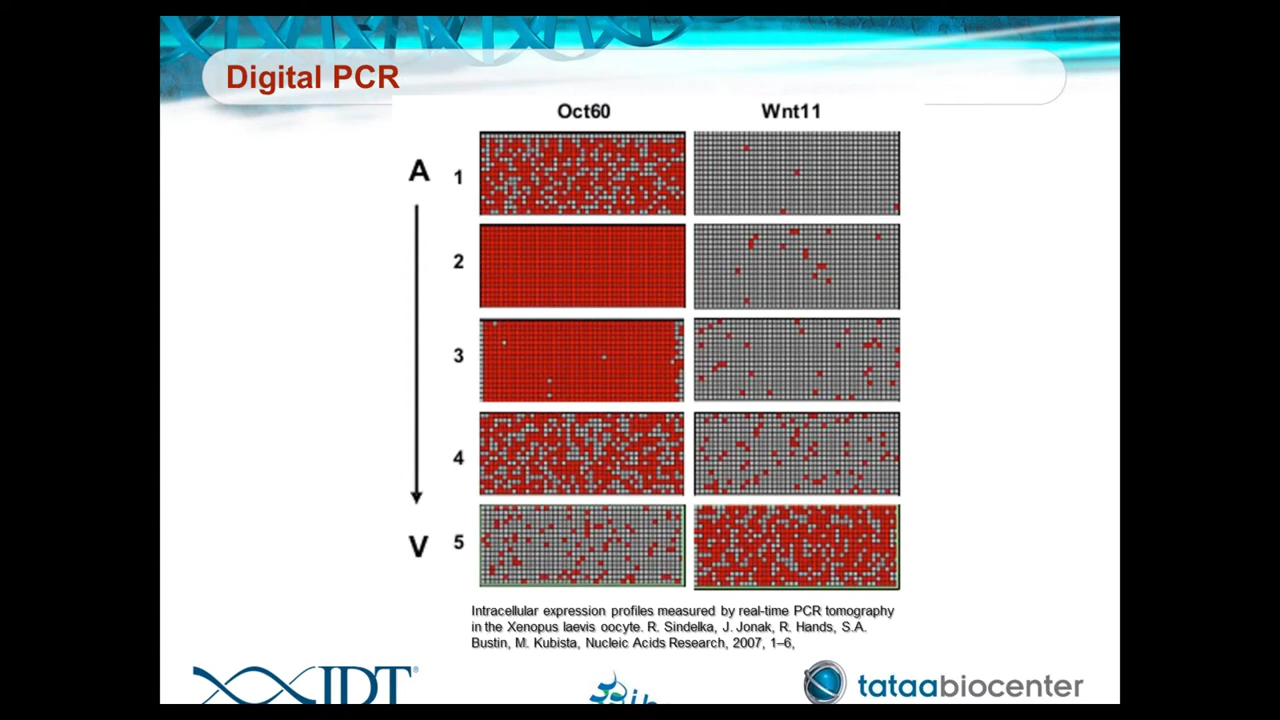 Digital PCR
Oct60
Wnt11
A
1
2
3
4
V
5
Intracellular expression profiles measured by real-time PCR tomography
in the Xenopus laevis oocyte. R. Sindelka, J. Jonak, R. Hands, S.A.
Bustin, M. Kubista, Nucleic Acids Research, 2007, 1–6,
IDT®
tataabiocenter